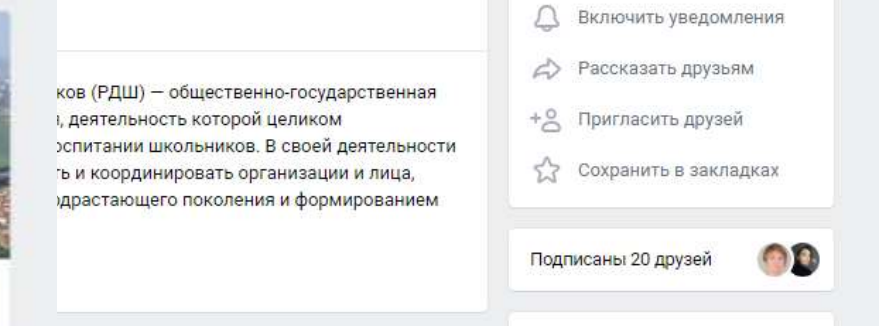 ков (РДШ) — общественно-государственная
, деятельность которой целиком
оспитании школьников. В своей деятельности
ть и координировать организации и лица,
одрастающего поколения и формированием
Включить уведомления
Рассказать друзьям
Пригласить друзей
Сохранить в закладках
Подписаны 20 друзей